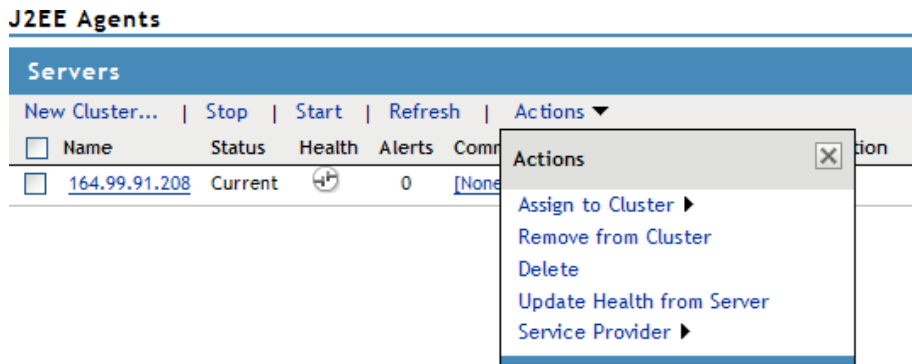 J2EE Agents
Servers
New Cluster... | Stop | Start | Refresh | Actions
Name Status Health Alerts
164.99.91.208 Current 0 [None
Actions
Assign to Cluster
Remove from Cluster
Delete
Update Health from Server
Service Provider